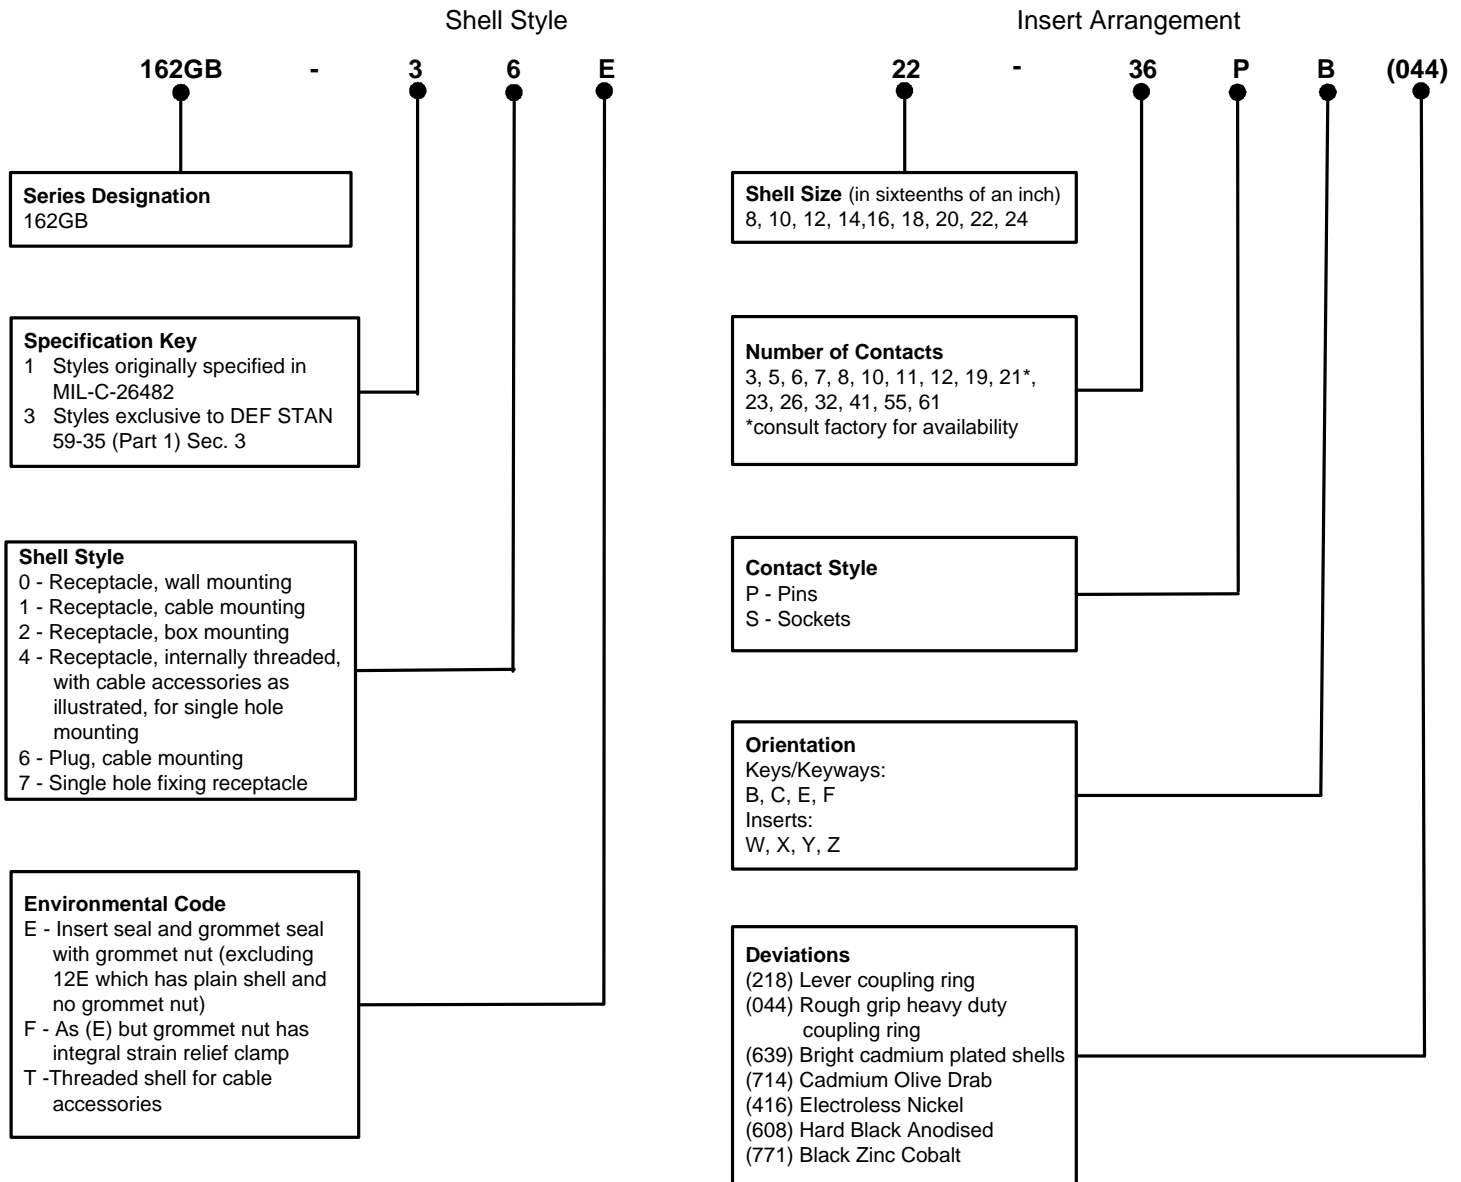 Shell Style
Insert Arrangement
162GB - 3 6 E 22 - 36 P B (044)
Series Designation
162GB
Specification Key
1 Styles originally specified in
MIL-C-26482
3 Styles exclusive to DEF STAN
59-35 (Part 1) Sec. 3
Shell Style
0 - Receptacle, wall mounting
1 - Receptacle, cable mounting
2 - Receptacle, box mounting
4 - Receptacle, internally threaded,
with cable accessories as
illustrated, for single hole
mounting
6 - Plug, cable mounting
7 - Single hole fixing receptacle
Environmental Code
E - Insert seal and grommet seal
with grommet nut (excluding
12E which has plain shell and
no grommet nut)
F - As (E) but grommet nut has
integral strain relief clamp
T -Threaded shell for cable
accessories
Shell Size (in sixteenths of an inch)
8, 10, 12, 14,16, 18, 20, 22, 24
Number of Contacts
3, 5, 6, 7, 8, 10, 11, 12, 19, 21*,
23, 26, 32, 41, 55, 61
*consult factory for availability
Contact Style
P - Pins
S - Sockets
Orientation
Keys/Keyways:
B, C, E, F
Inserts:
W, X, Y, Z
Deviations
(218) Lever coupling ring
(044) Rough grip heavy duty
coupling ring
(639) Bright cadmium plated shells
(714) Cadmium Olive Drab
(416) Electroless Nickel
(608) Hard Black Anodised
(771) Black Zinc Cobalt